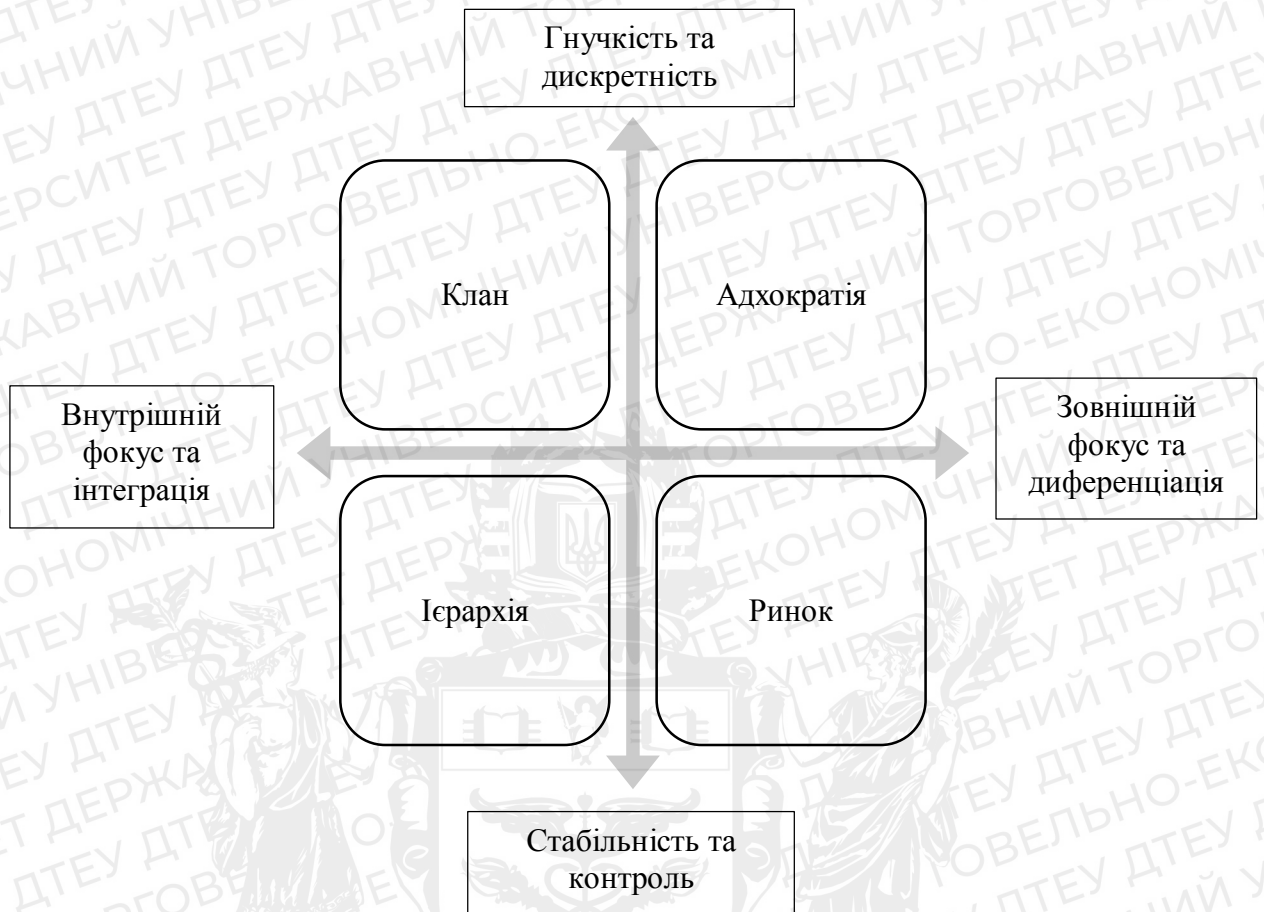 Гнучкість та
дискретність
Клан
Адхократія
Внутрішній
фокус та
інтеграція
Зовнішній
фокус та
диференціація
Ієрархія
Ринок
Стабільність та
контроль